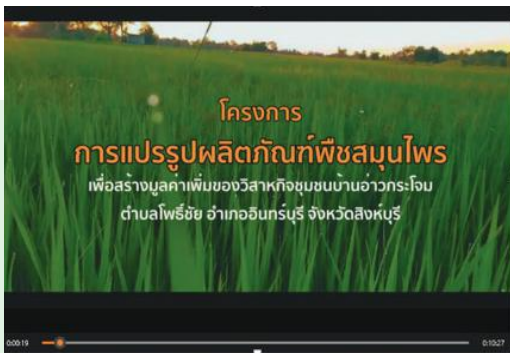 โครงการ
การแปรรูปผลิตภัณฑ์พืชสมุนไพร
เพื่อสร้างมูลค่าเพิ่มของวิสาหกิจชุมชนบ้านอ่าวกระโจม
ตำบลโพธิ์ชัย อำเภออินทร์บุรี จังหวัดสิงห์บุรี
0:00:19 0:10:27